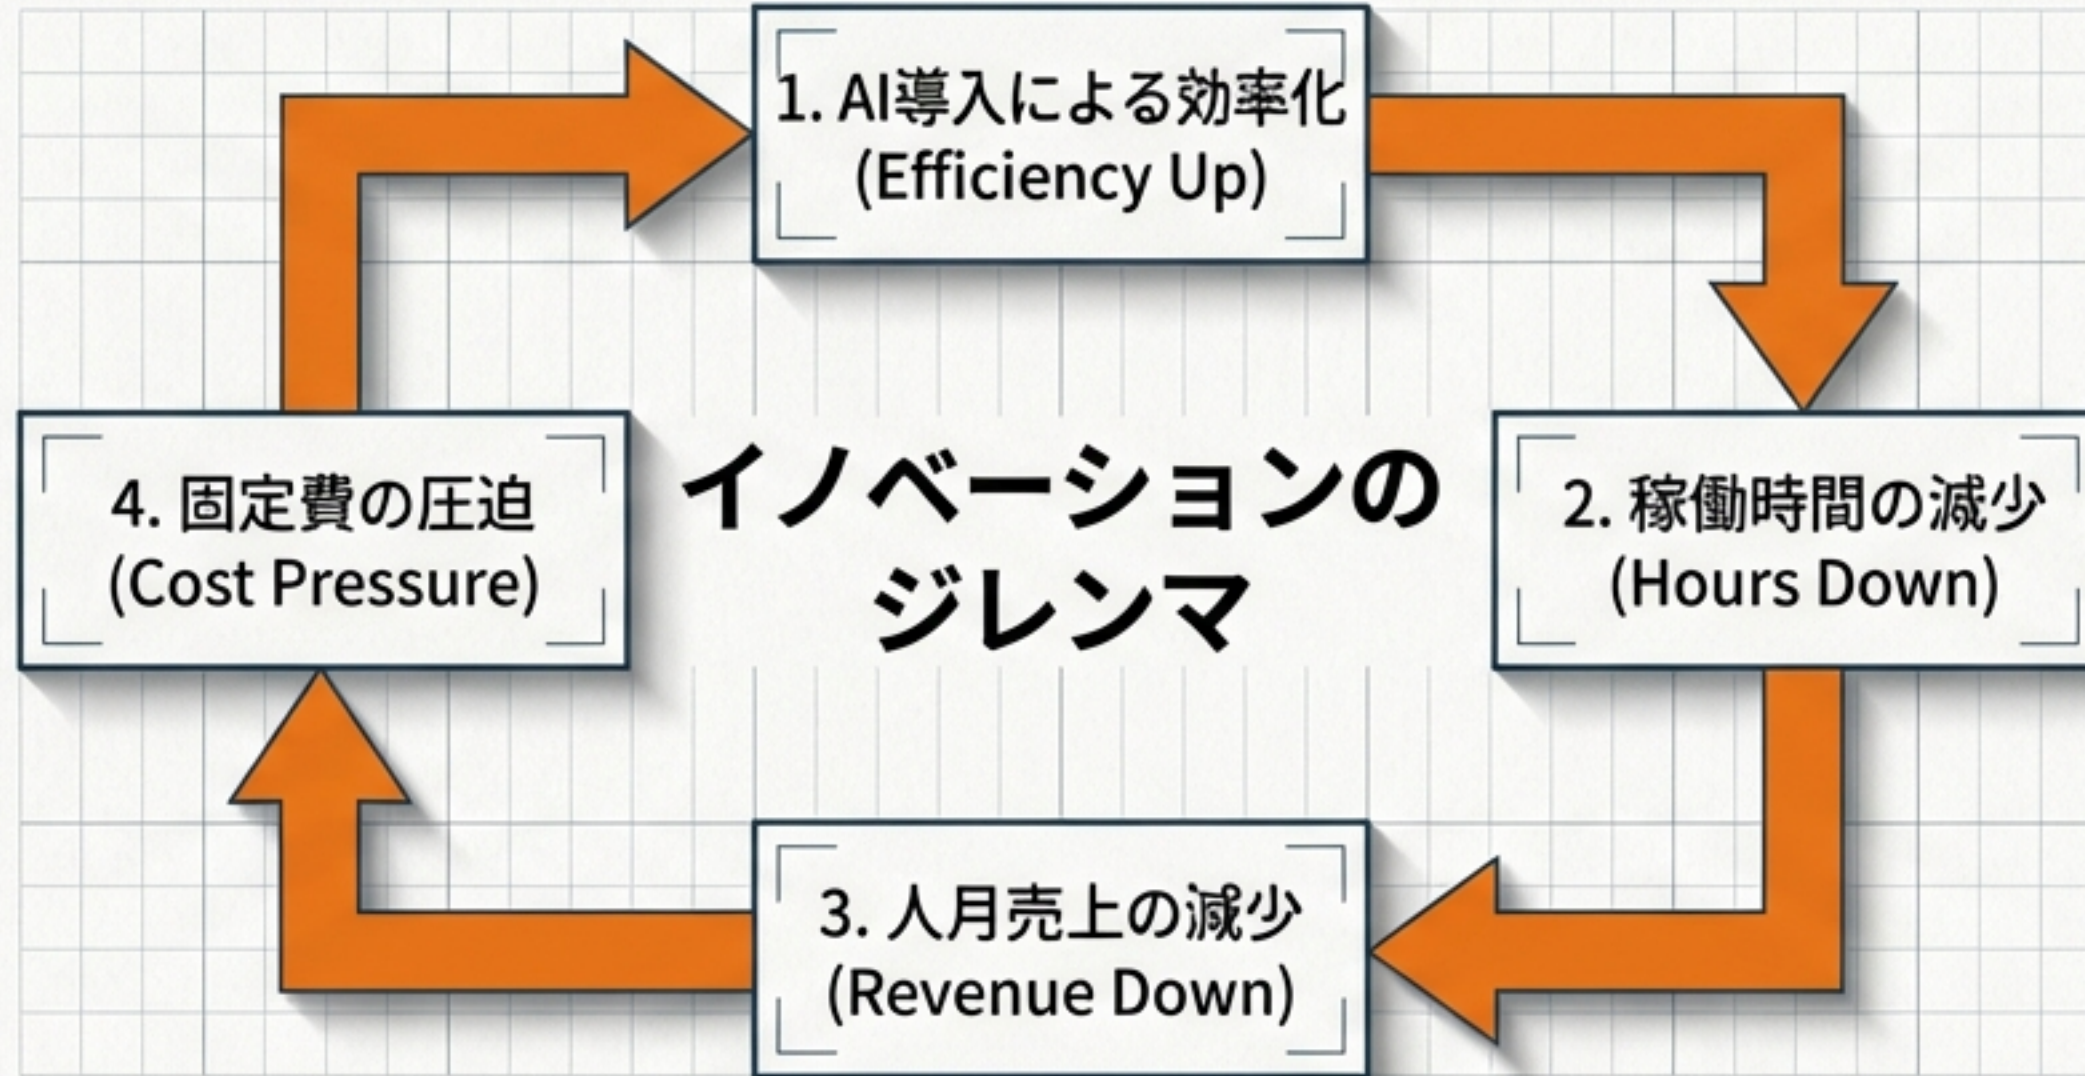 1. AI導入による効率化
(Efficiency Up)
4. 固定費の圧迫
(Cost Pressure)
イノベーションの
ジレンマ
2. 稼働時間の減少
(Hours Down)
3. 人月売上の減少
(Revenue Down)